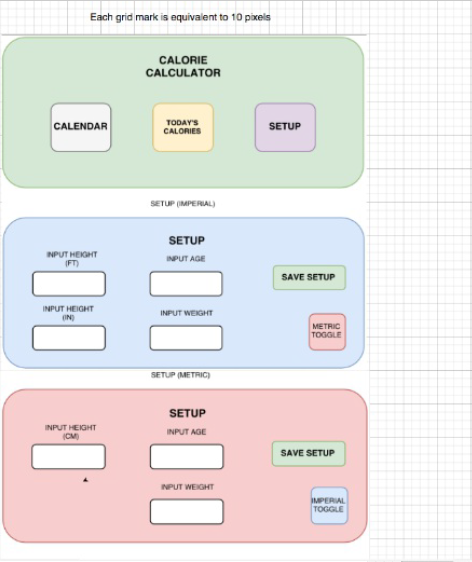 Each grid mark is equivalent to 10 pixels
CALORIE
CALCULATOR
CALENDAR
TODAY'S
CALORIES
SETUP
SETUP (IMPERIAL)
SETUP
INPUT HEIGHT
(FT)
INPUT AGE
SAVE SETUP
INPUT HEIGHT
(IN)
INPUT WEIGHT
METRIC
TOGGLE
SETUP (METRIC)
SETUP
INPUT HEIGHT
(CM)
INPUT AGE
SAVE SETUP
INPUT WEIGHT
IMPERIAL
TOGGLE